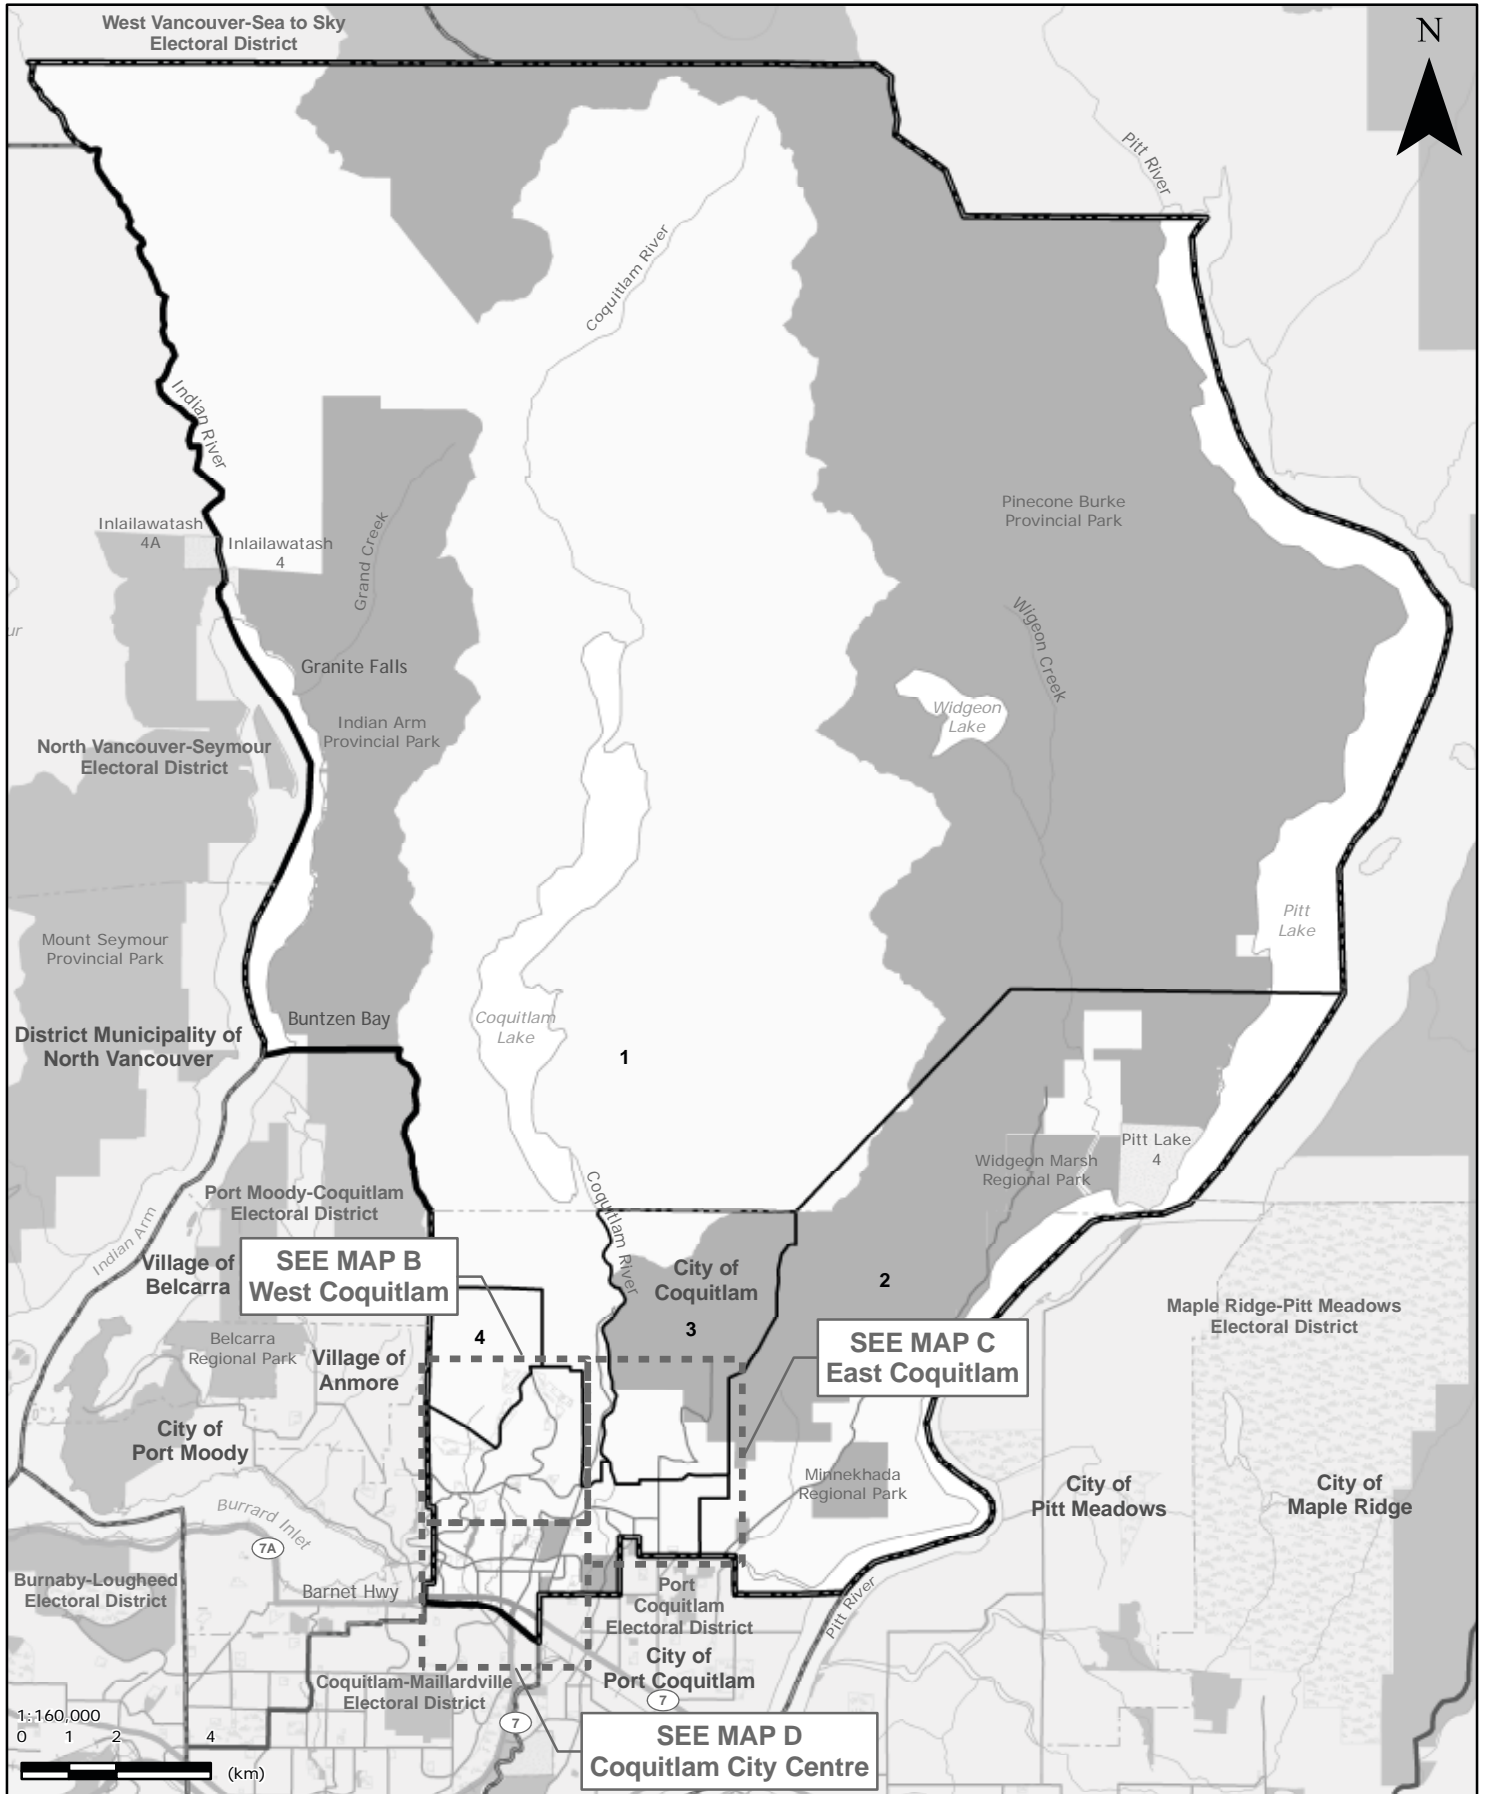 West Vancouver-Sea to Sky
Electoral District
N
Pitt River
Coquitlam River
Indian River
Pinecone Burke
Provincial Park
Inlailawatash
4A
Inlailawatash
4
Grand Creek
Wigeon Creek
Granite Falls
Indian Arm
Provincial Park
Widgeon
Lake
North Vancouver-Seymour
Electoral District
Pitt
Lake
Mount Seymour
Provincial Park
Buntzen Bay
Coquitlam
Lake
District Municipality of
North Vancouver
1
Pitt Lake
4
Widgeon Marsh
Regional Park
Coquitlam River
Port Moody-Coquitlam
Electoral District
Indian Arm
Village of
Belcarra
SEE MAP B
West Coquitlam
City of
Coquitlam
2
3
4
Maple Ridge-Pitt Meadows
Electoral District
SEE MAP C
East Coquitlam
Belcarra
Regional Park
Village of
Anmore
City of
Port Moody
Minnekhada
Regional Park
City of
Pitt Meadows
City of
Maple Ridge
Burrard Inlet
7A
Burnaby-Lougheed
Electoral District
Barnet Hwy
Port
Coquitlam
Electoral District
Pitt River
City of
Port Coquitlam
Coquitlam-Maillardville
Electoral District
7
7
SEE MAP D
Coquitlam City Centre
1:160,000
0 1 2 4
(km)